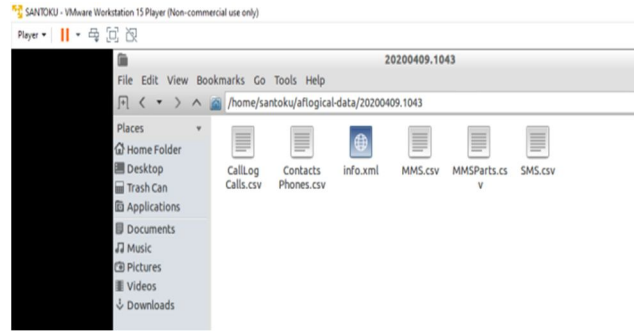 SANTOKU - VMware Workstation 15 Player (Non-commercial use only)
Player
20200409.1043
File Edit View Bookmarks Go Tools Help
/home/santoku/aflogical-data/20200409.1043
Places
Home Folder
Desktop
Trash Can
Applications
Documents
Music
Pictures
Videos
Downloads
CallLog
Calls.csv
Contacts
Phones.csv
info.xml
MMS.csv
MMSParts.cs
v
SMS.csv